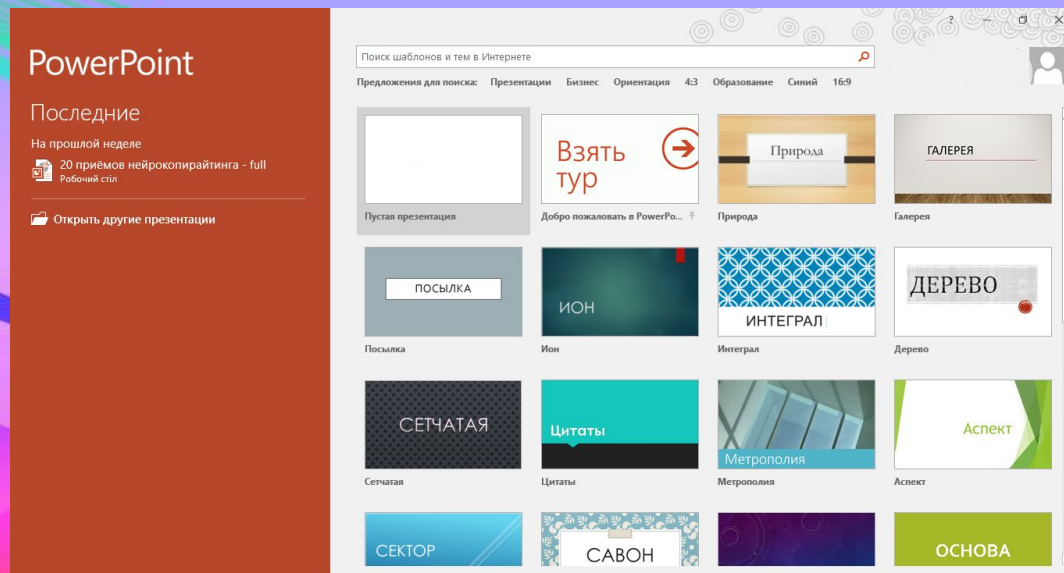 PowerPoint
Последние
На прошлой неделе
20 приёмов нейрокопирайтинга - full
Робочий стіл
Открыть другие презентации
?
Поиск шаблонов и тем в Интернете
Предложения для поиска: Презентации Бизнес Ориентация 4:3 Образование Синий 16:9
Взять
тур
Природа
ГАЛЕРЕЯ
Пустая презентация
Добро пожаловать в PowerPo...
Природа
Галерея
ПОСЫЛКА
ИОН
ИНТЕГРАЛ
ДЕРЕВО
Посылка
Ион
Интеграл
Дерево
СЕТЧАТАЯ
Цитаты
Метрополия
Аспект
Сетчатая
Цитаты
Метрополия
Аспект
СЕКТОР
САВОН
ОСНОВА